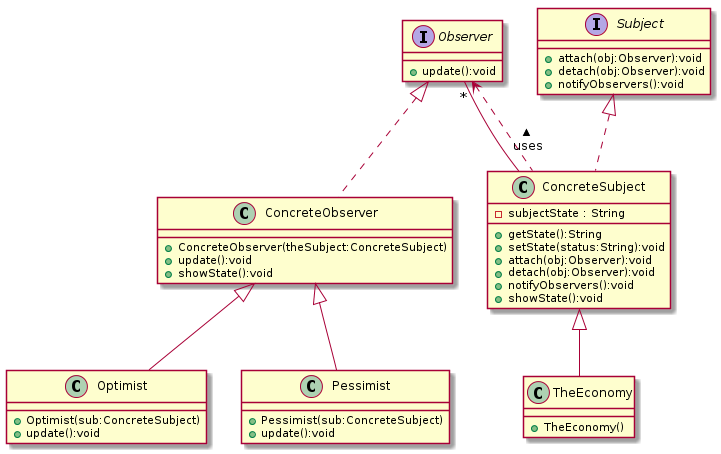 I Observer
update():void
I Subject
attach(obj:Observer):void
detach(obj:Observer):void
notifyObservers():void
*
uses
C ConcreteObserver
ConcreteObserver(theSubject:ConcreteSubject)
update():void
showState():void
C ConcreteSubject
subjectState : String
getState():String
setState(status:String):void
attach(obj:Observer):void
detach(obj:Observer):void
notifyObservers():void
showState():void
C Optimist
Optimist(sub:ConcreteSubject)
update():void
C Pessimist
Pessimist(sub:ConcreteSubject)
update():void
C TheEconomy
TheEconomy()